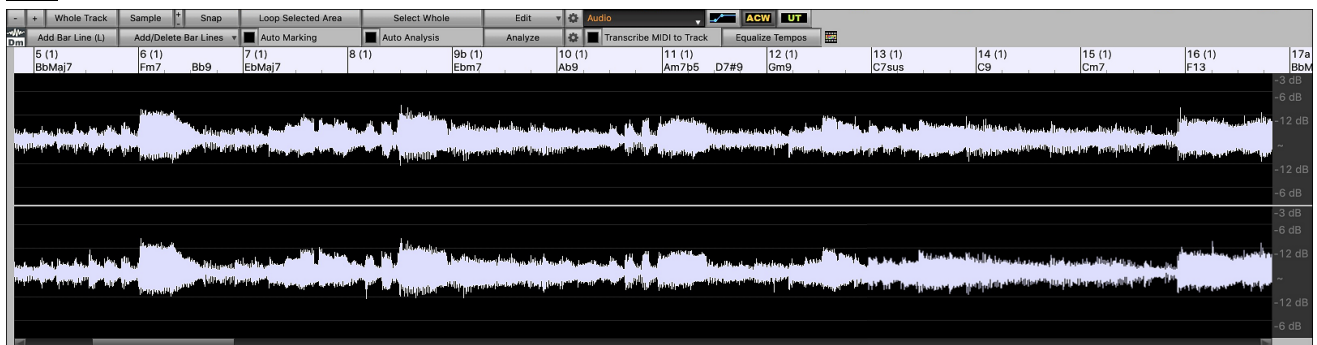 - + Whole Track Sample + - Snap Loop Selected Area Select Whole Edit Audio ACW UT
Dm Add Bar Line (L) Add/Delete Bar Lines Auto Marking Auto Analysis Analyze Transcribe MIDI to Track Equalize Tempos
5 (1) 6 (1) 7 (1) 8 (1) 9b (1) 10 (1) 11 (1) 12 (1) 13 (1) 14 (1) 15 (1) 16 (1) 17a
BbMaj7 Fm7 Bb9 EbMaj7 Ebm7 Ab9 Am7b5 D7#9 Gm9 C7sus C9 Cm7 F13 BbM
-3 dB
-6 dB
-12 dB
~
-12 dB
-6 dB
-3 dB
-6 dB
-12 dB
~
-12 dB
-6 dB